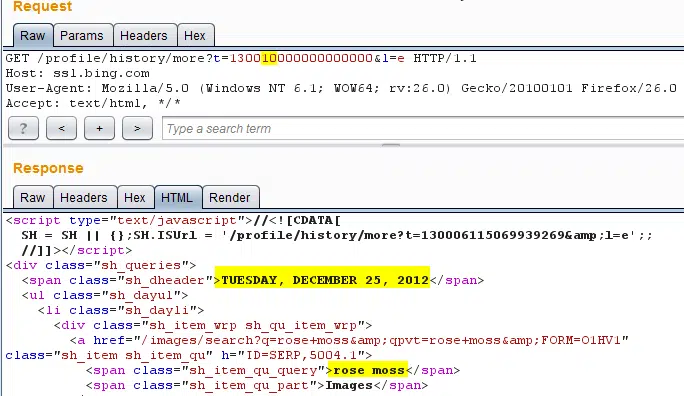 Request
Raw Params Headers Hex
GET /profile/history/more?t=130010000000000000&l=e HTTP/1.1
Host: ssl.bing.com
User-Agent: Mozilla/5.0 (Windows NT 6.1; WOW64; rv:26.0) Gecko/20100101 Firefox/26.0
Accept: text/html, */*
? < + > Type a search term
Response
Raw Headers Hex HTML Render
<script type="text/javascript">//<![CDATA[
SH = SH || {};SH.ISUrl = '/profile/history/more?t=130006115069939269&amp;l=e';;
//]]></script>
<div class="sh_queries">
<span class="sh_dheader">TUESDAY, DECEMBER 25, 2012</span>
<ul class="sh_dayul">
<li class="sh_dayli">
<div class="sh_item_wrp sh_qu_item_wrp">
<a href="/images/search?q=rose+moss&amp;qpvt=rose+moss&amp;FORM=O1HV1"
class="sh_item sh_item_qu" h="ID=SERP,5004.1">
<span class="sh_item_qu_query">rose moss</span>
<span class="sh_item_qu_part">Images</span>